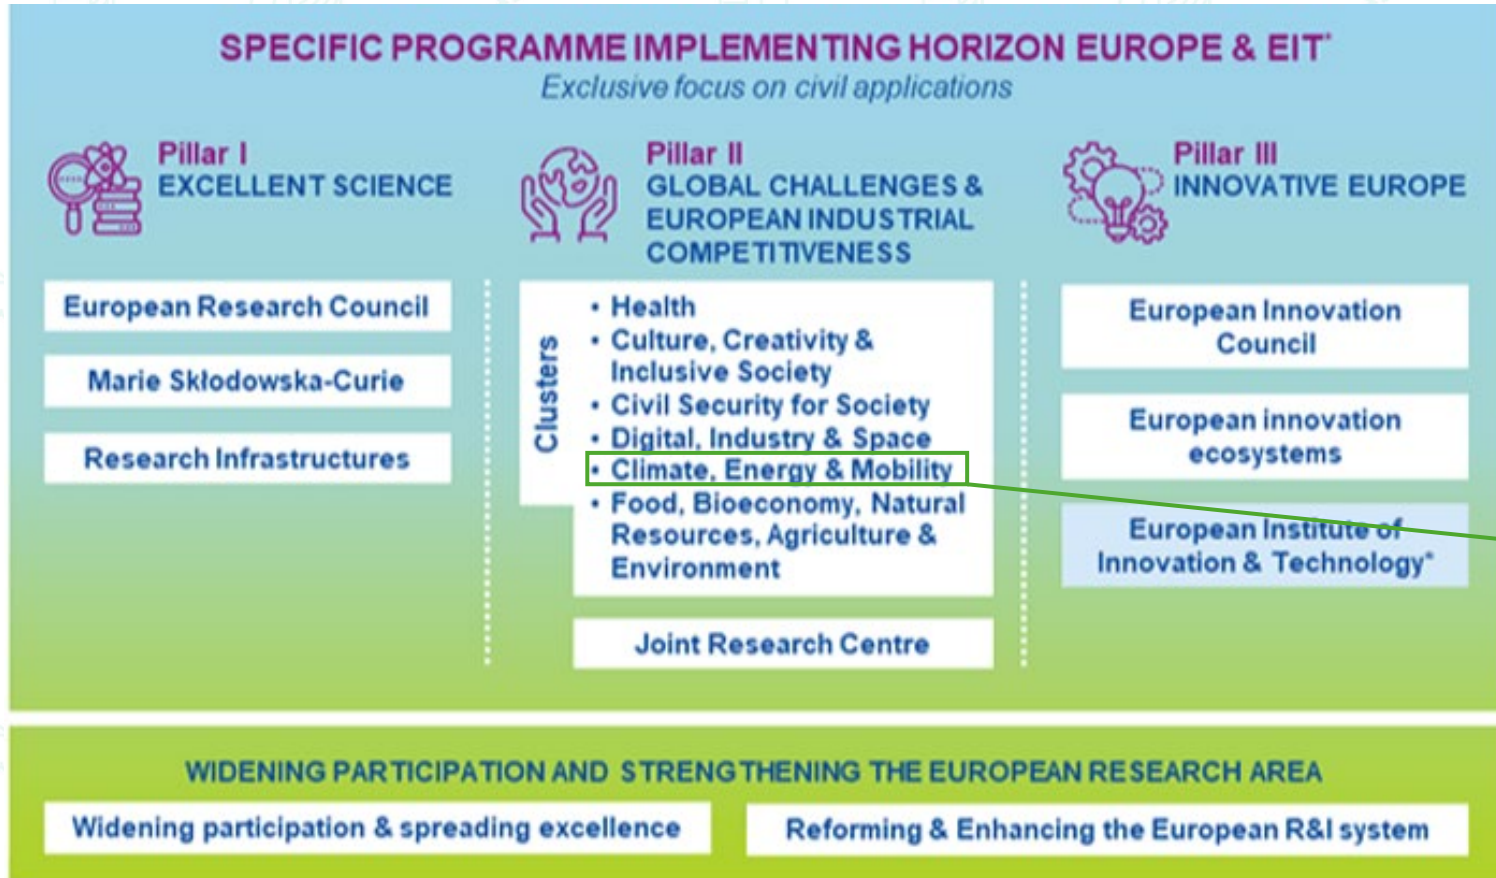 SPECIFIC PROGRAMME IMPLEMENTING HORIZON EUROPE & EIT*
Exclusive focus on civil applications
Pillar I
EXCELLENT SCIENCE
European Research Council
Marie Skłodowska-Curie
Research Infrastructures
Pillar II
GLOBAL CHALLENGES &
EUROPEAN INDUSTRIAL
COMPETITIVENESS
Clusters
• Health
• Culture, Creativity &
Inclusive Society
• Civil Security for Society
• Digital, Industry & Space
• Climate, Energy & Mobility
• Food, Bioeconomy, Natural
Resources, Agriculture &
Environment
Joint Research Centre
Pillar III
INNOVATIVE EUROPE
European Innovation
Council
European innovation
ecosystems
European Institute of
Innovation & Technology*
WIDENING PARTICIPATION AND STRENGTHENING THE EUROPEAN RESEARCH AREA
Widening participation & spreading excellence
Reforming & Enhancing the European R&I system